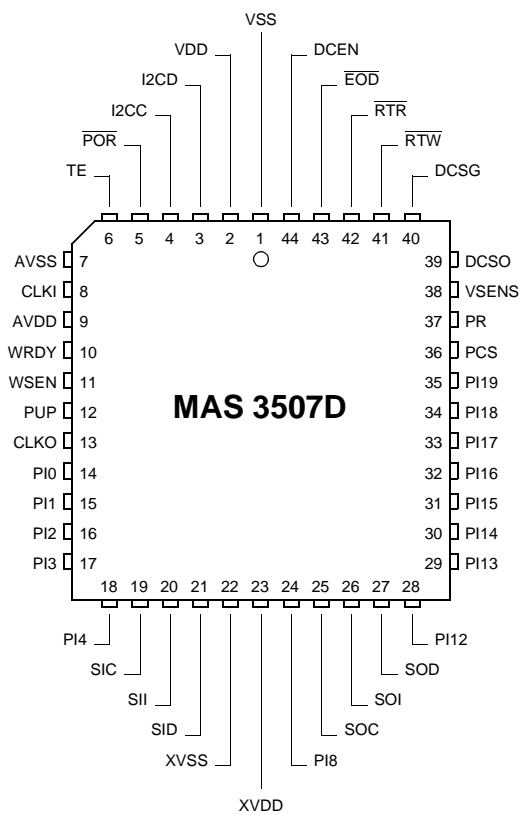 VSS
VDD DCEN
I2CD E̅O̅D̅
I2CC R̅T̅R̅
P̅O̅R̅ R̅T̅W̅
TE DCSG
6 5 4 3 2 1 44 43 42 41 40
AVSS 7 39 DCSO
CLKI 8 38 VSENS
AVDD 9 37 PR
WRDY 10 36 PCS
WSEN 11 35 PI19
PUP 12 MAS 3507D 34 PI18
CLKO 13 33 PI17
PI0 14 32 PI16
PI1 15 31 PI15
PI2 16 30 PI14
PI3 17 29 PI13
18 19 20 21 22 23 24 25 26 27 28
PI4 PI12
SIC SOD
SII SOI
SID SOC
XVSS PI8
XVDD